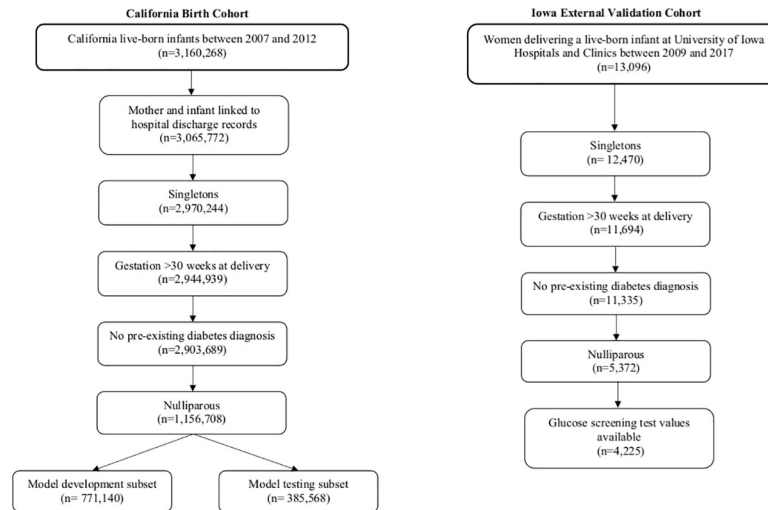 California Birth Cohort
California live-born infants between 2007 and 2012
(n=3,160,268)
Mother and infant linked to
hospital discharge records
(n=3,065,772)
Singletons
(n=2,970,244)
Gestation >30 weeks at delivery
(n=2,944,939)
No pre-existing diabetes diagnosis
(n=2,903,689)
Nulliparous
(n=1,156,708)
Model development subset
(n= 771,140)
Model testing subset
(n= 385,568)
Iowa External Validation Cohort
Women delivering a live-born infant at University of Iowa
Hospitals and Clinics between 2009 and 2017
(n=13,096)
Singletons
(n= 12,470)
Gestation >30 weeks at delivery
(n=11,694)
No pre-existing diabetes diagnosis
(n=11,335)
Nulliparous
(n=5,372)
Glucose screening test values
available
(n=4,225)